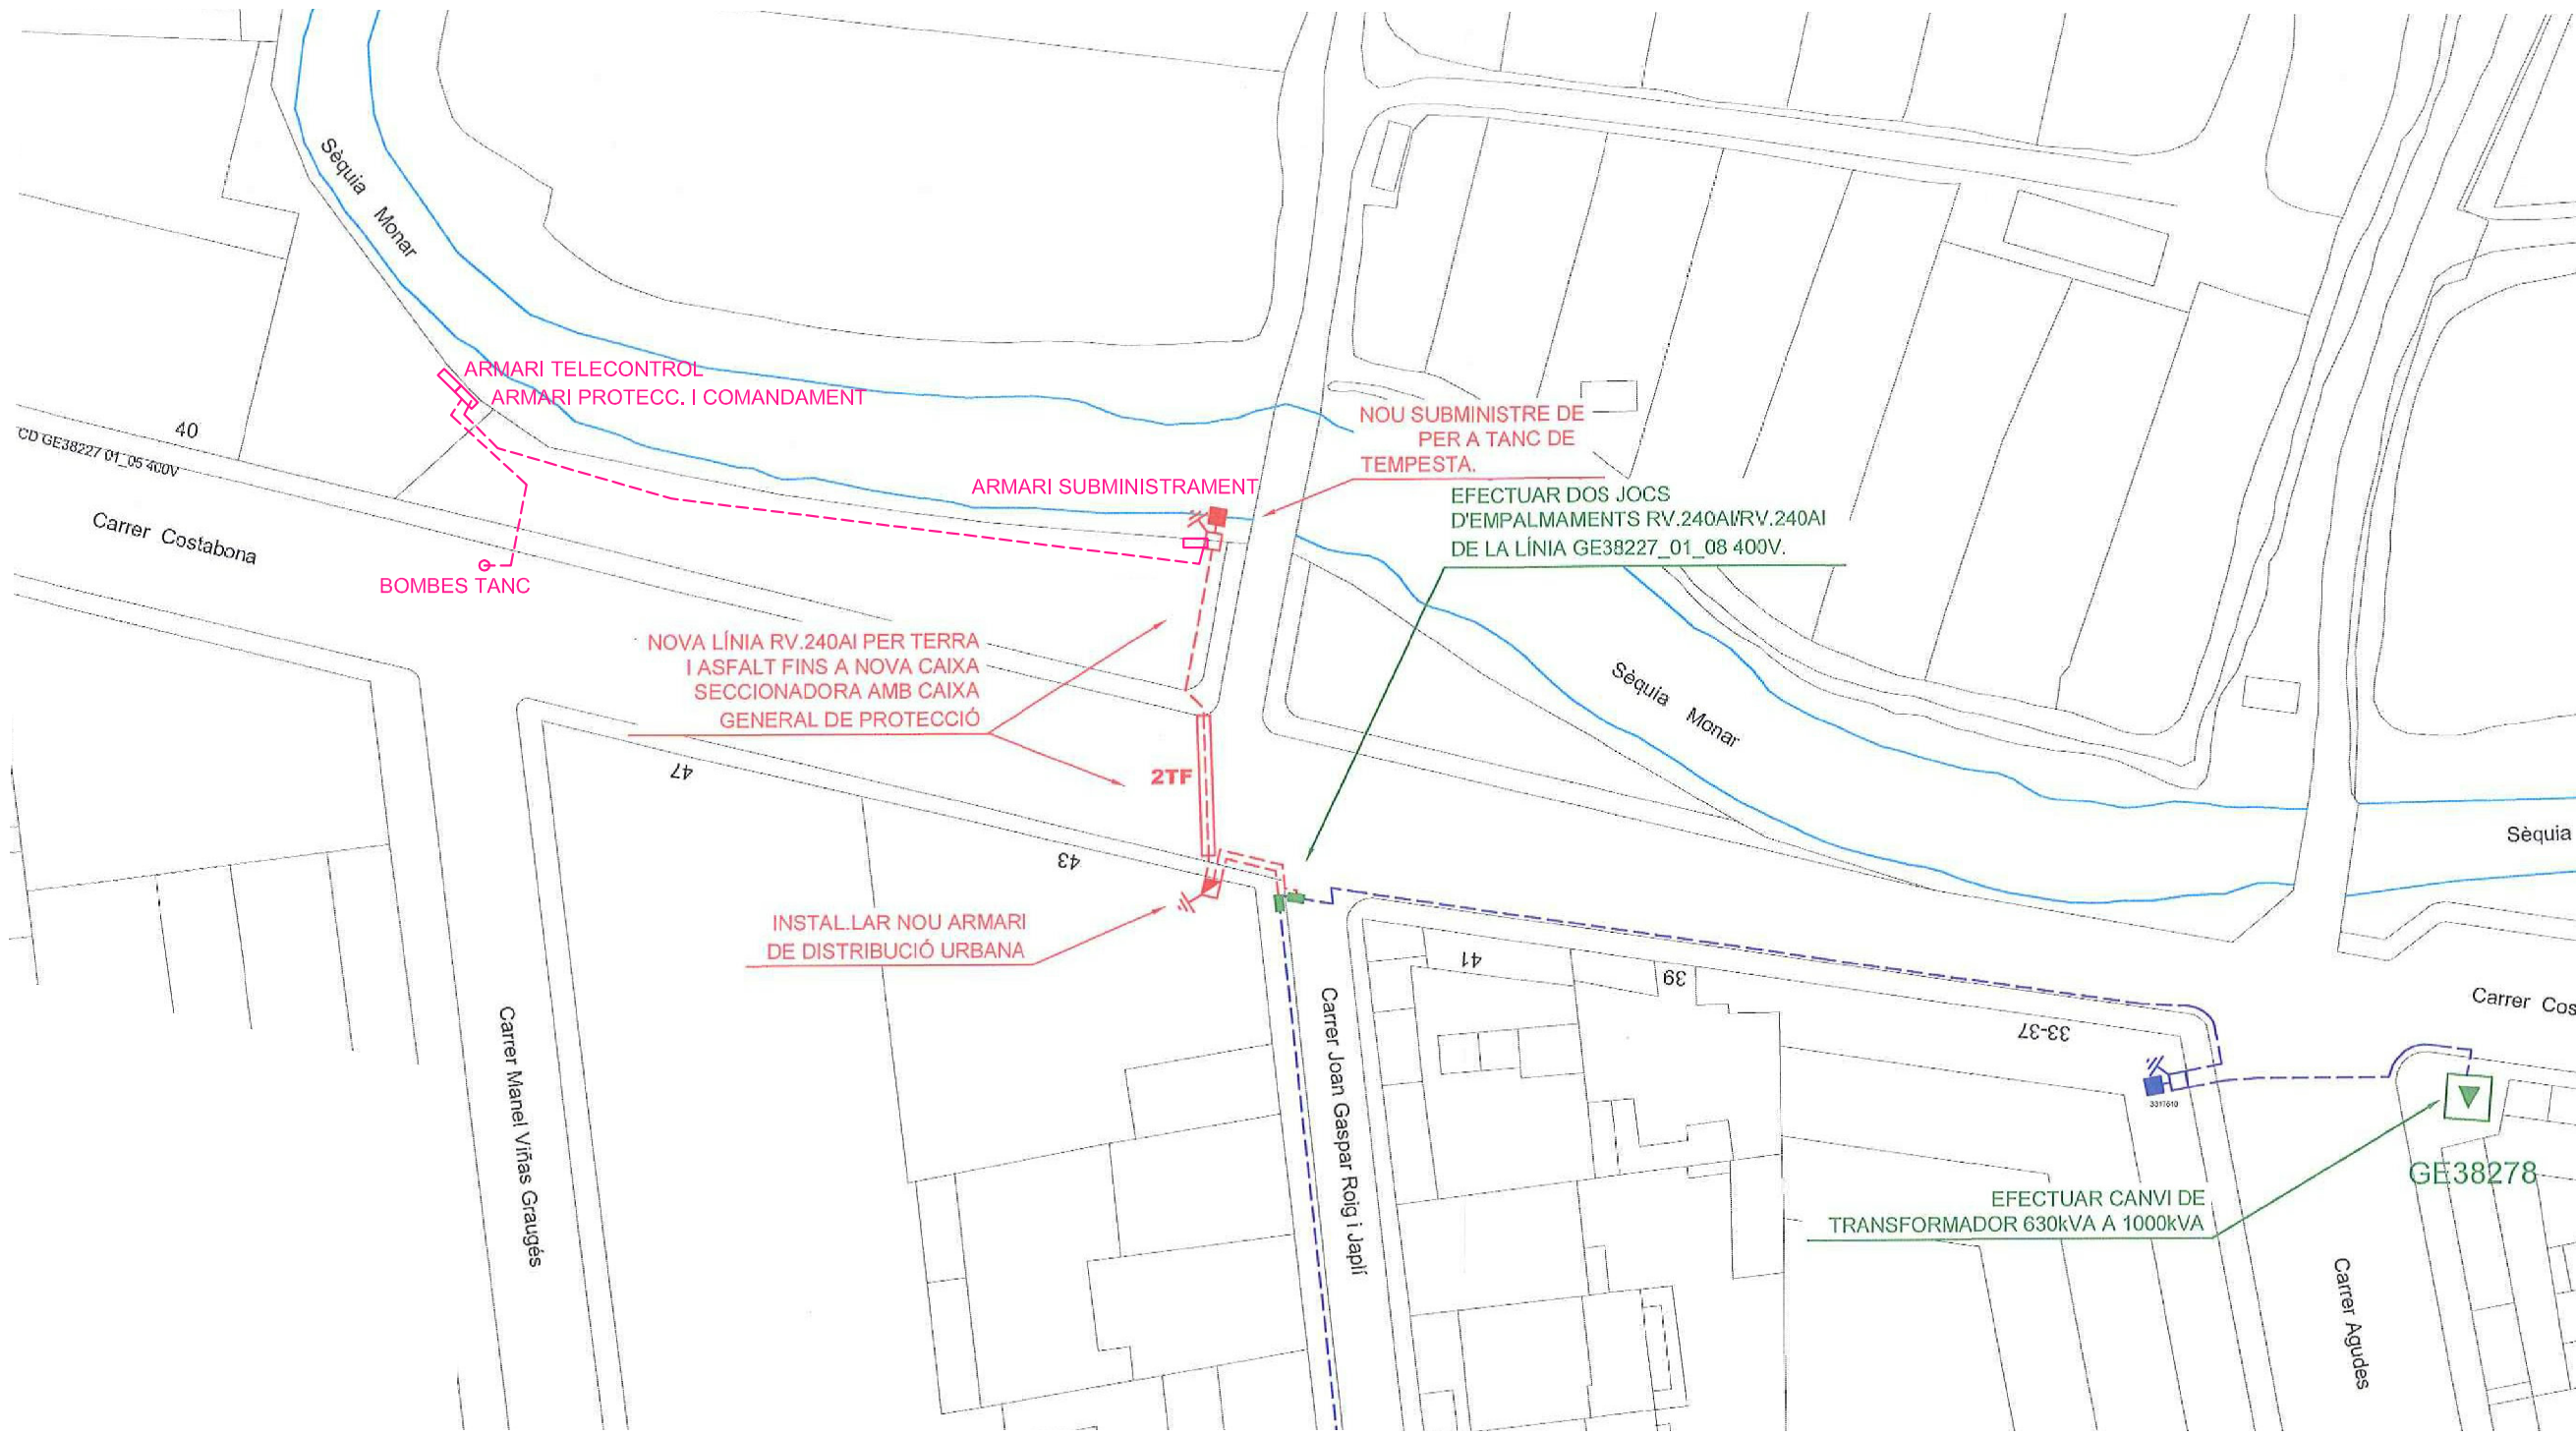 Sèquia Monar
ARMARI TELECONTROL
ARMARI PROTECC. I COMANDAMENT
40
CD GE38227 01_05 400V
Carrer Costabona
BOMBES TANC
ARMARI SUBMINISTRAMENT
NOU SUBMINISTRE DE
PER A TANC DE
TEMPESTA.
EFECTUAR DOS JOCS
D'EMPALMAMENTS RV.240Al/RV.240Al
DE LA LÍNIA GE38227_01_08 400V.
NOVA LÍNIA RV.240Al PER TERRA
I ASFALT FINS A NOVA CAIXA
SECCIONADORA AMB CAIXA
GENERAL DE PROTECCIÓ
Sèquia Monar
47
2TF
43
Sèquia
INSTAL.LAR NOU ARMARI
DE DISTRIBUCIÓ URBANA
41
39
33-37
Carrer Cos
3317610
GE38278
EFECTUAR CANVI DE
TRANSFORMADOR 630kVA A 1000kVA
Carrer Manel Viñas Graugés
Carrer Joan Gaspar Roig i Japlí
Carrer Agudes